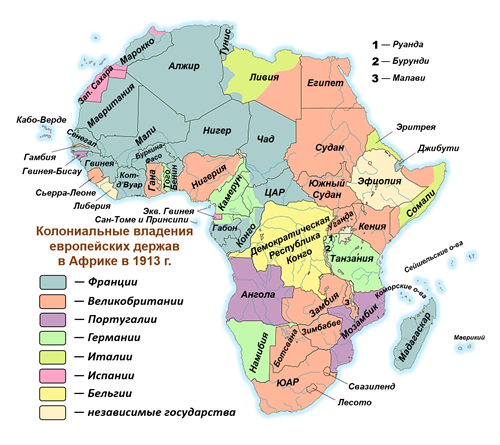 1 — Руанда
2 — Бурунди
3 — Малави
Тунис
Марокко
Алжир
Зап. Сахара
Ливия
Египет
Мавритания
Кабо-Верде
Мали
Нигер
Чад
Судан
Эритрея
Сенегал
Гамбия
Джибути
Гвинея-Бисау
Гвинея
Буркина-
Фасо
Кот-
д'Вуар
Гана
Того
Бенин
Нигерия
Камерун
ЦАР
Южный
Судан
Эфиопия
Сомали
Сьерра-Леоне
Либерия
Экв. Гвинея
Сан-Томе и Принсипи
Габон
Конго
Демократическая
Республика
Конго
Уганда
Кения
1
2
Танзания
Сейшельские о-ва
Коморские о-ва
Ангола
Замбия
3
Мозамбик
Зимбабве
Мадагаскар
Маврикий
Намибия
Ботсвана
ЮАР
Свазиленд
Лесото
Колониальные владения
европейских держав
в Африке в 1913 г.
— Франции
— Великобритании
— Португалии
— Германии
— Италии
— Испании
— Бельгии
— независимые государства